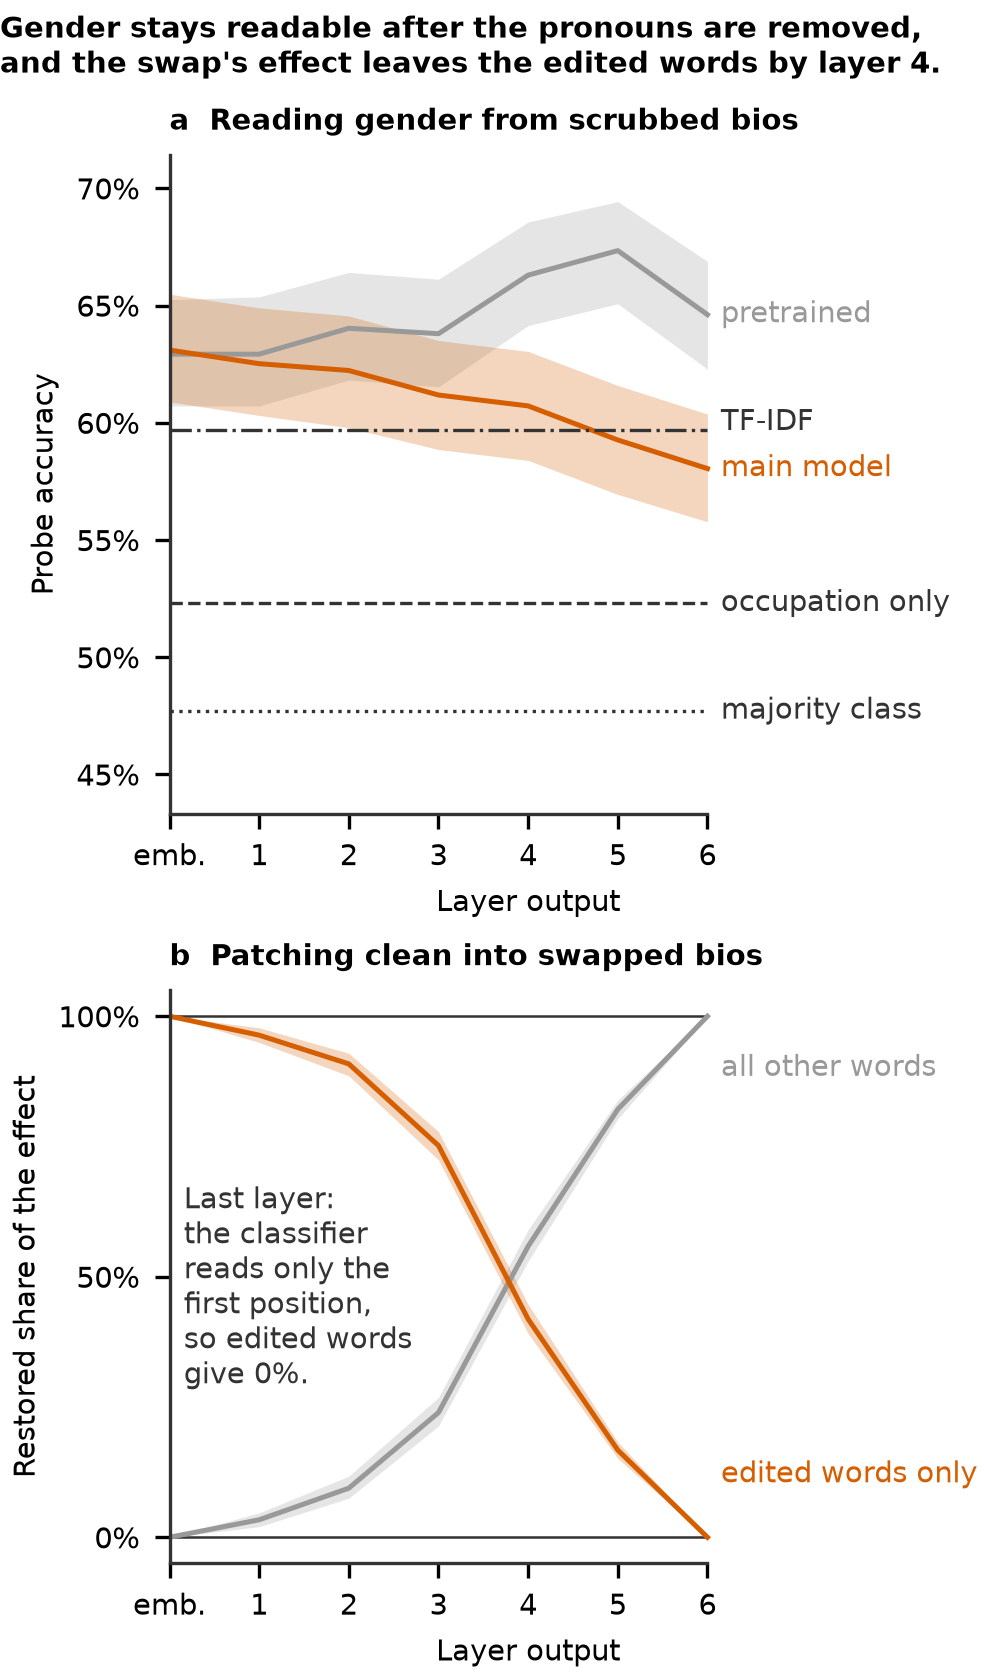 Gender stays readable after the pronouns are removed,
and the swap's effect leaves the edited words by layer 4.
a Reading gender from scrubbed bios
70%
65%
60%
55%
50%
45%
Probe accuracy
pretrained
TF-IDF
main model
occupation only
majority class
emb. 1 2 3 4 5 6
Layer output
b Patching clean into swapped bios
100%
50%
0%
Restored share of the effect
all other words
Last layer:
the classifier
reads only the
first position,
so edited words
give 0%.
edited words only
emb. 1 2 3 4 5 6
Layer output